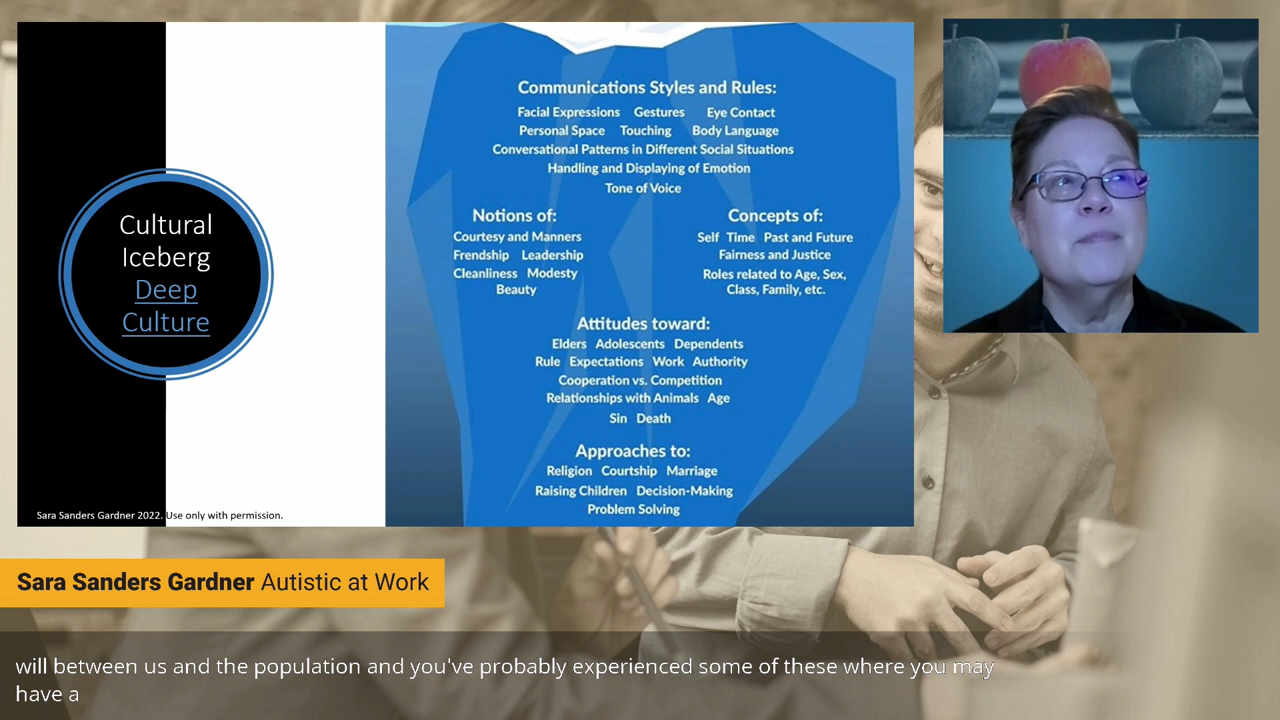 Cultural
Iceberg
Deep
Culture
Sara Sanders Gardner 2022. Use only with permission.
Communications Styles and Rules:
Facial Expressions Gestures Eye Contact
Personal Space Touching Body Language
Conversational Patterns in Different Social Situations
Handling and Displaying of Emotion
Tone of Voice
Notions of:
Courtesy and Manners
Frendship Leadership
Cleanliness Modesty
Beauty
Concepts of:
Self Time Past and Future
Fairness and Justice
Roles related to Age, Sex,
Class, Family, etc.
Attitudes toward:
Elders Adolescents Dependents
Rule Expectations Work Authority
Cooperation vs. Competition
Relationships with Animals Age
Sin Death
Approaches to:
Religion Courtship Marriage
Raising Children Decision-Making
Problem Solving
Sara Sanders Gardner Autistic at Work
will between us and the population and you've probably experienced some of these where you may
have a